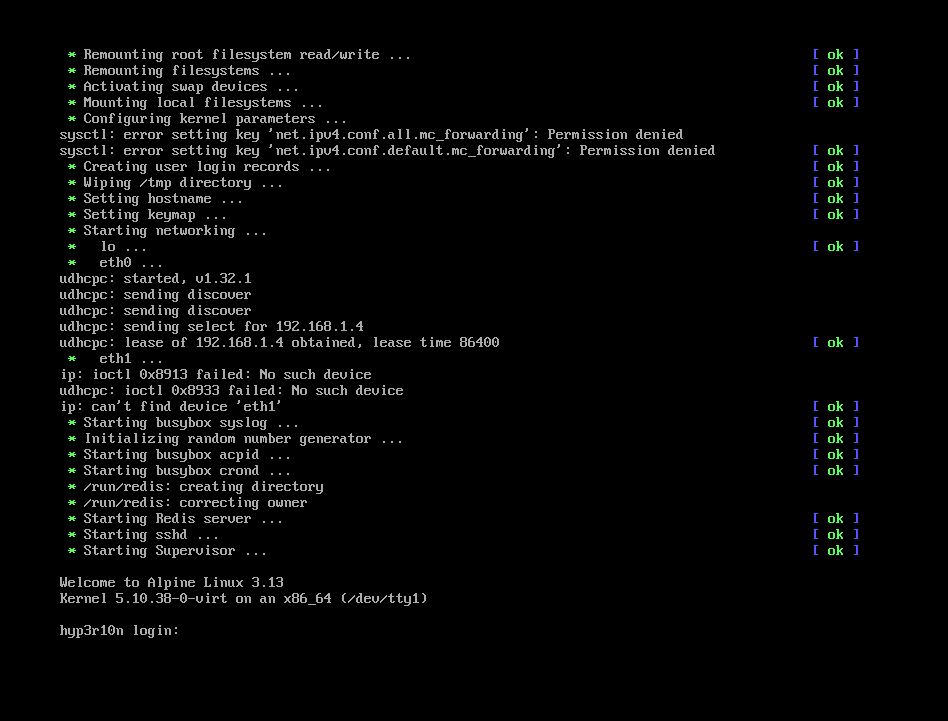 * Remounting root filesystem read/write ... [ ok ]
* Remounting filesystems ... [ ok ]
* Activating swap devices ... [ ok ]
* Mounting local filesystems ... [ ok ]
* Configuring kernel parameters ...
sysctl: error setting key 'net.ipv4.conf.all.mc_forwarding': Permission denied
sysctl: error setting key 'net.ipv4.conf.default.mc_forwarding': Permission denied [ ok ]
* Creating user login records ... [ ok ]
* Wiping /tmp directory ... [ ok ]
* Setting hostname ... [ ok ]
* Setting keymap ... [ ok ]
* Starting networking ...
* lo ... [ ok ]
* eth0 ...
udhcpc: started, v1.32.1
udhcpc: sending discover
udhcpc: sending discover
udhcpc: sending select for 192.168.1.4
udhcpc: lease of 192.168.1.4 obtained, lease time 86400 [ ok ]
* eth1 ...
ip: ioctl 0x8913 failed: No such device
udhcpc: ioctl 0x8933 failed: No such device
ip: can't find device 'eth1' [ ok ]
* Starting busybox syslog ... [ ok ]
* Initializing random number generator ... [ ok ]
* Starting busybox acpid ... [ ok ]
* Starting busybox crond ... [ ok ]
* /run/redis: creating directory
* /run/redis: correcting owner
* Starting Redis server ... [ ok ]
* Starting sshd ... [ ok ]
* Starting Supervisor ... [ ok ]
Welcome to Alpine Linux 3.13
Kernel 5.10.38-0-virt on an x86_64 (/dev/tty1)
hyp3r10n login: